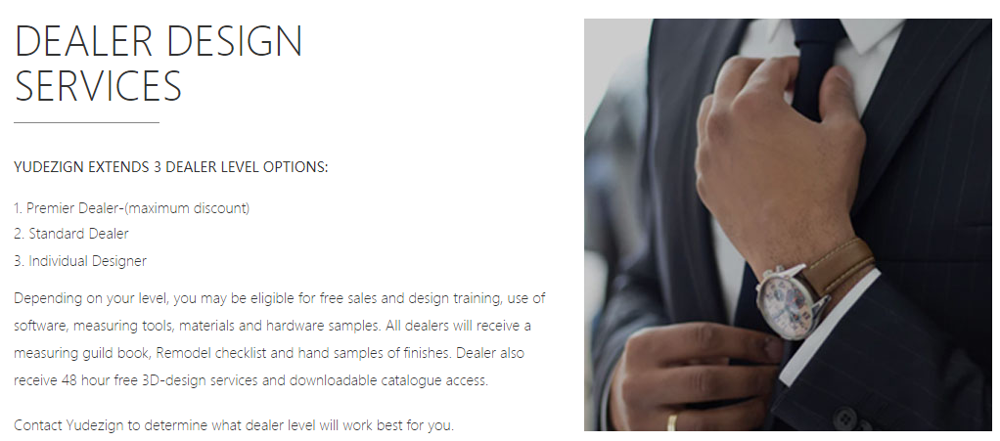 DEALER DESIGN
SERVICES
YUDEZIGN EXTENDS 3 DEALER LEVEL OPTIONS:
1. Premier Dealer-(maximum discount)
2. Standard Dealer
3. Individual Designer
Depending on your level, you may be eligible for free sales and design training, use of
software, measuring tools, materials and hardware samples. All dealers will receive a
measuring guild book, Remodel checklist and hand samples of finishes. Dealer also
receive 48 hour free 3D-design services and downloadable catalogue access.
Contact Yudezign to determine what dealer level will work best for you.